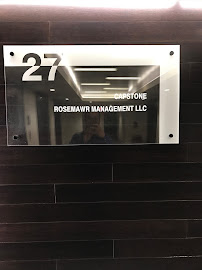 27
CAPSTONE
ROSEMAWR MANAGEMENT LLC